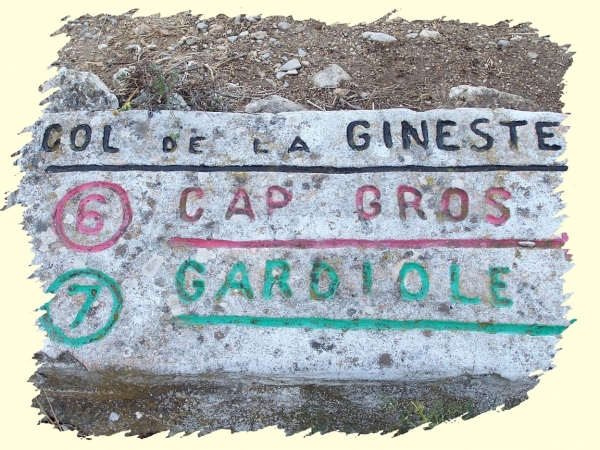 COL DE LA GINESTE
6 CAP GROS
7 GARDIOLE